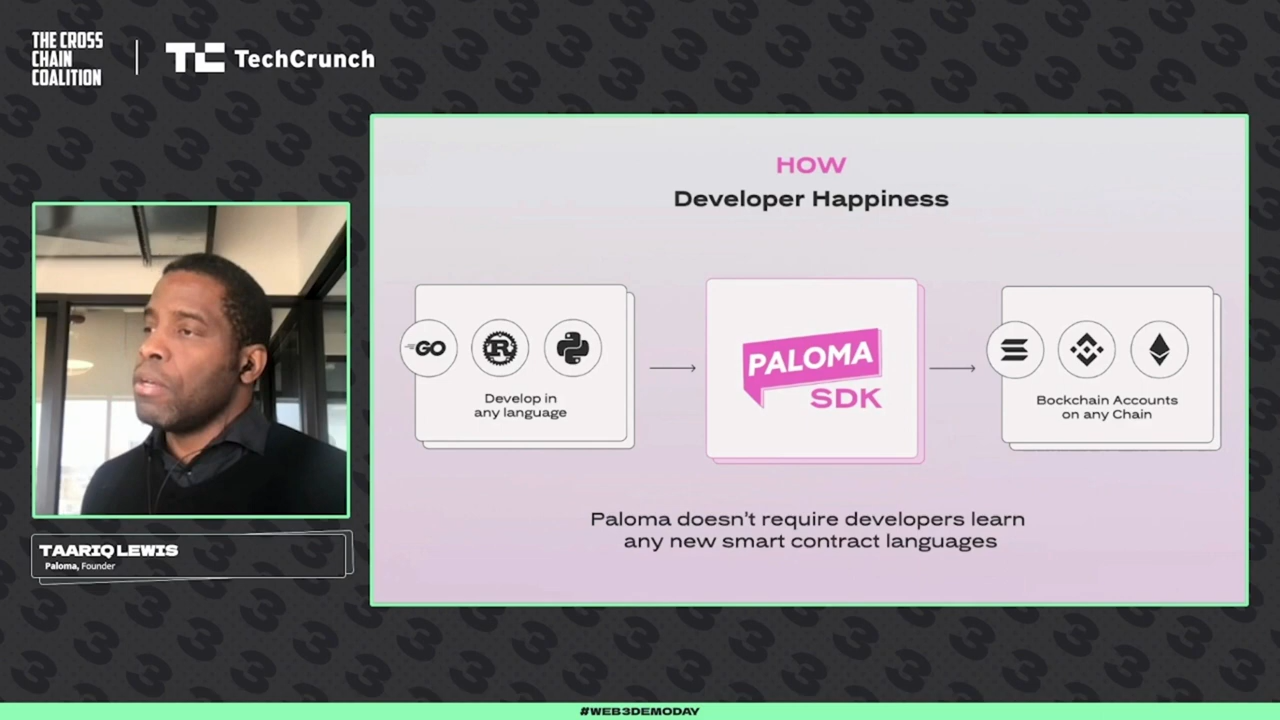 THE CROSS
CHAIN
COALITION
TC TechCrunch
HOW
Developer Happiness
GO
R
Develop in
any language
PALOMA
SDK
Bockchain Accounts
on any Chain
Paloma doesn't require developers learn
any new smart contract languages
TAARIQ LEWIS
Paloma, Founder
#WEB3DEMODAY